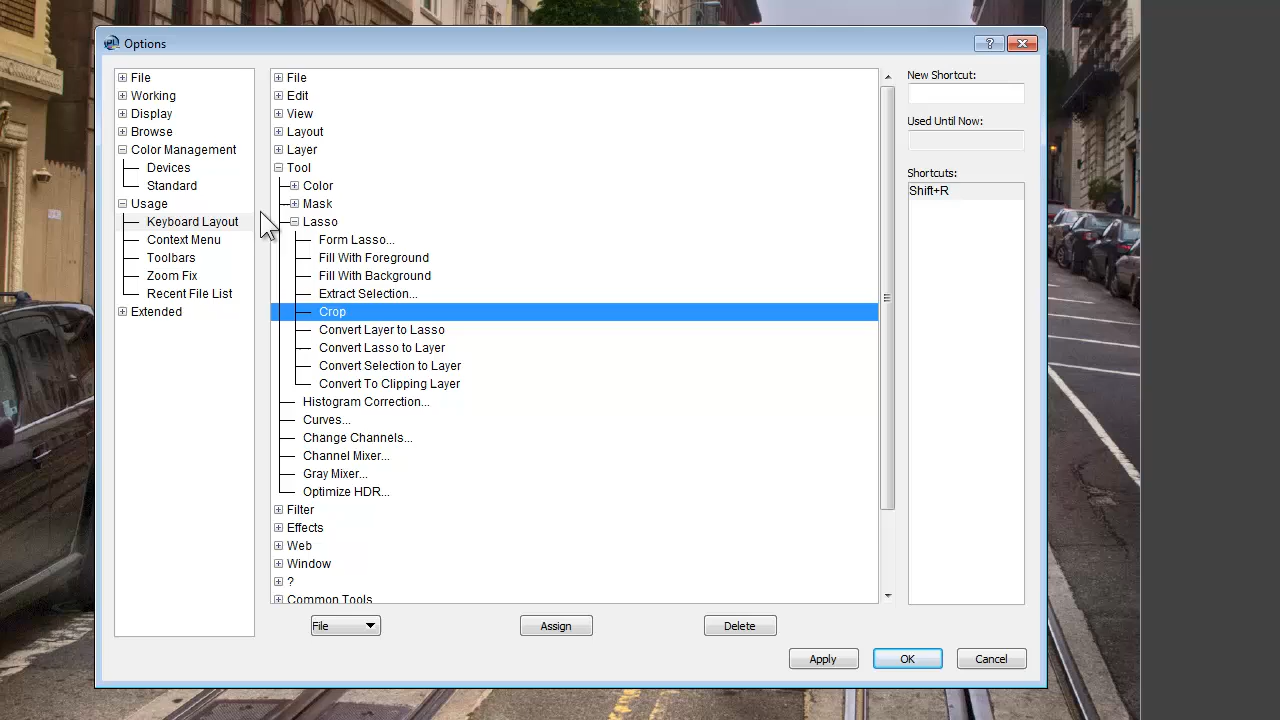 Options
File
Working
Display
Browse
Color Management
Devices
Standard
Usage
Keyboard Layout
Context Menu
Toolbars
Zoom Fix
Recent File List
Extended
File
Edit
View
Layout
Layer
Tool
Color
Mask
Lasso
Form Lasso...
Fill With Foreground
Fill With Background
Extract Selection...
Crop
Convert Layer to Lasso
Convert Lasso to Layer
Convert Selection to Layer
Convert To Clipping Layer
Histogram Correction...
Curves...
Change Channels...
Channel Mixer...
Gray Mixer...
Optimize HDR...
Filter
Effects
Web
Window
?
Common Tools
New Shortcut:
Used Until Now:
Shortcuts:
Shift+R
File
Assign
Delete
Apply
OK
Cancel